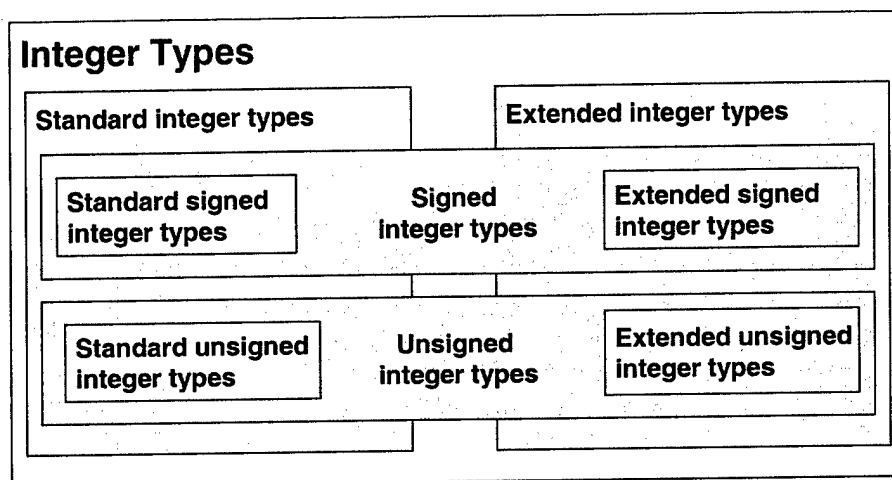 Integer Types
Standard integer types
Extended integer types
Standard signed
integer types
Signed
integer types
Extended signed
integer types
Standard unsigned
integer types
Unsigned
integer types
Extended unsigned
integer types